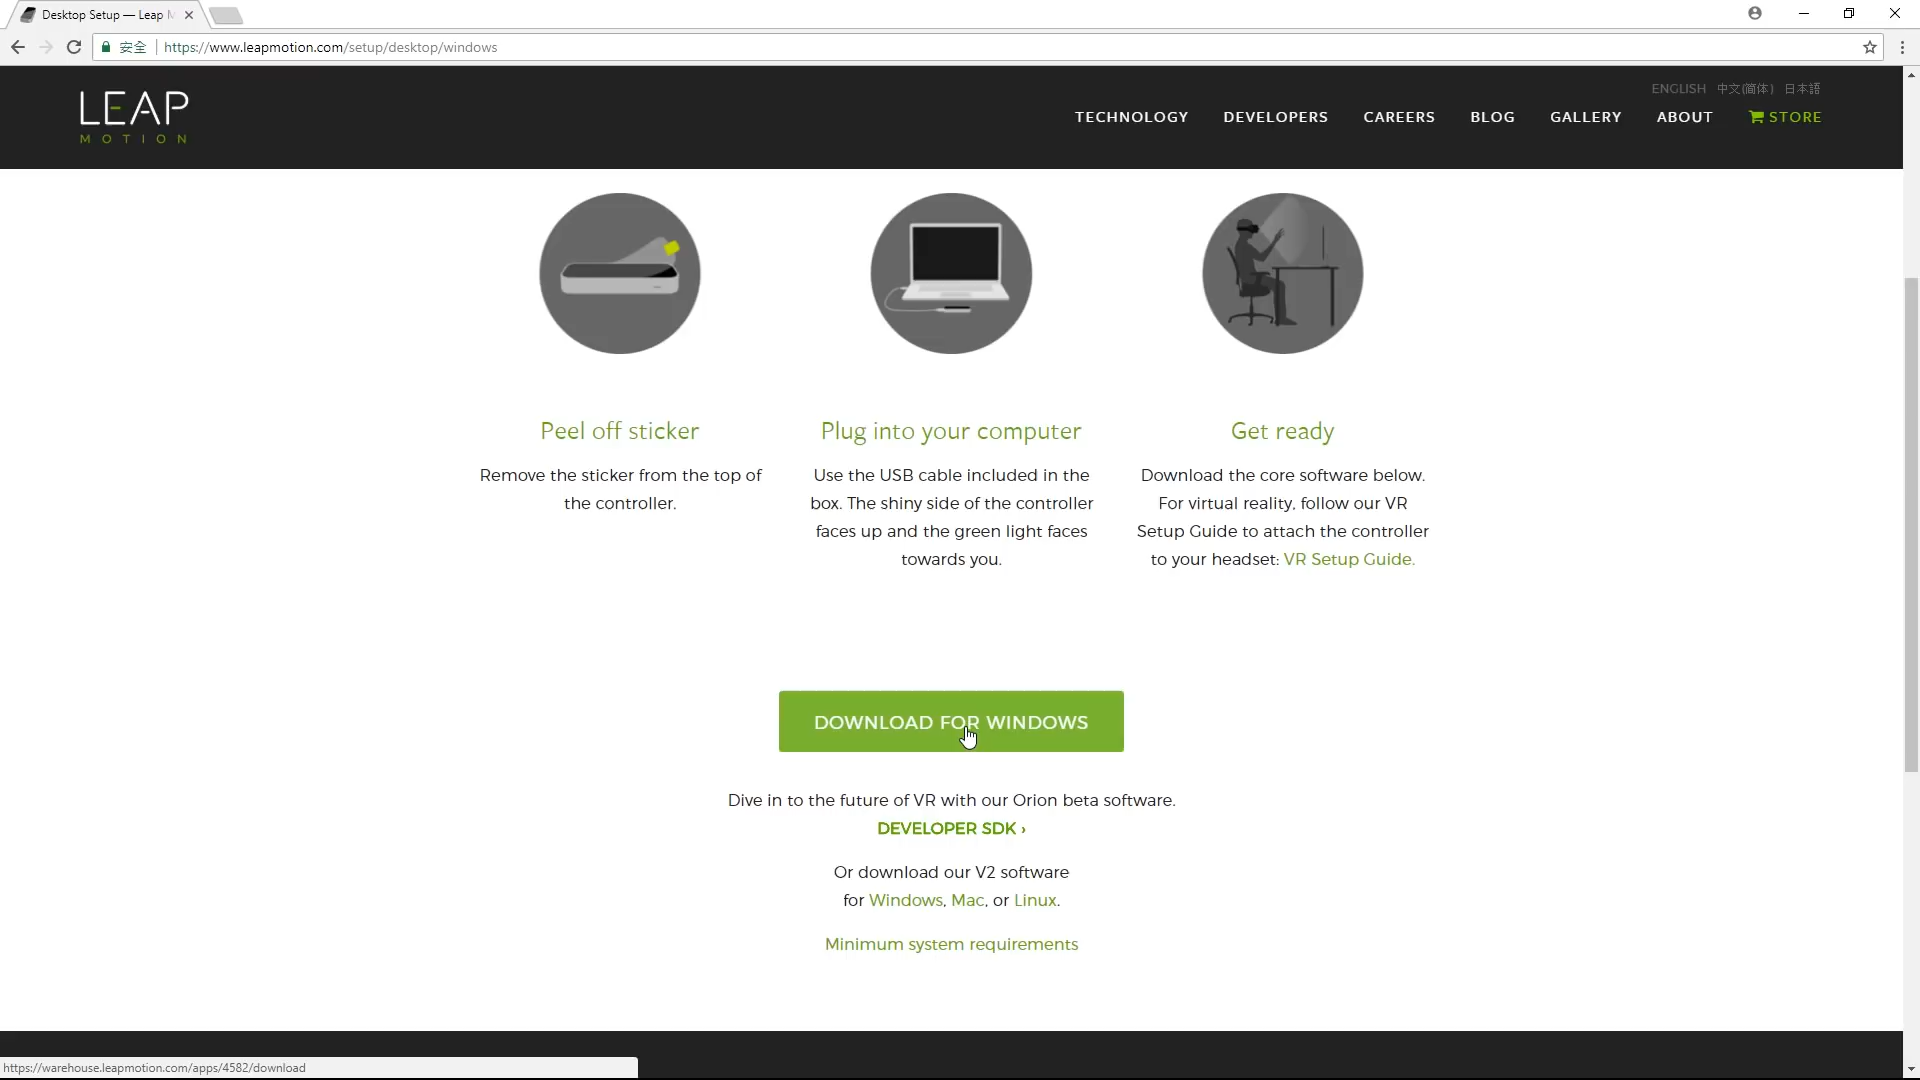 Desktop Setup — Leap M
安全 https://www.leapmotion.com/setup/desktop/windows
LEAP
MOTION
ENGLISH 中文(简体) 日本語
TECHNOLOGY DEVELOPERS CAREERS BLOG GALLERY ABOUT STORE
Peel off sticker
Remove the sticker from the top of
the controller.
Plug into your computer
Use the USB cable included in the
box. The shiny side of the controller
faces up and the green light faces
towards you.
Get ready
Download the core software below.
For virtual reality, follow our VR
Setup Guide to attach the controller
to your headset: VR Setup Guide.
DOWNLOAD FOR WINDOWS
Dive in to the future of VR with our Orion beta software.
DEVELOPER SDK ›
Or download our V2 software
for Windows, Mac, or Linux.
Minimum system requirements
https://warehouse.leapmotion.com/apps/4582/download